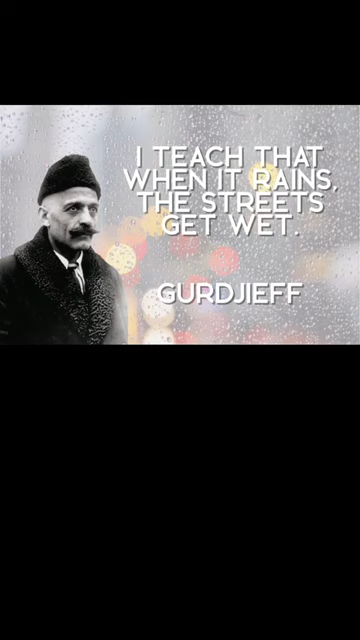 I TEACH THAT
WHEN IT RAINS,
THE STREETS
GET WET.
GURDJIEFF